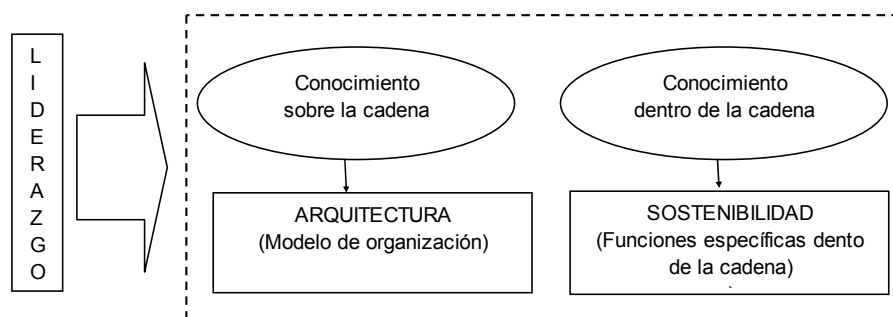 LIDERAZGO
Conocimiento
sobre la cadena
Conocimiento
dentro de la cadena
ARQUITECTURA
(Modelo de organización)
SOSTENIBILIDAD
(Funciones específicas dento
de la cadena)